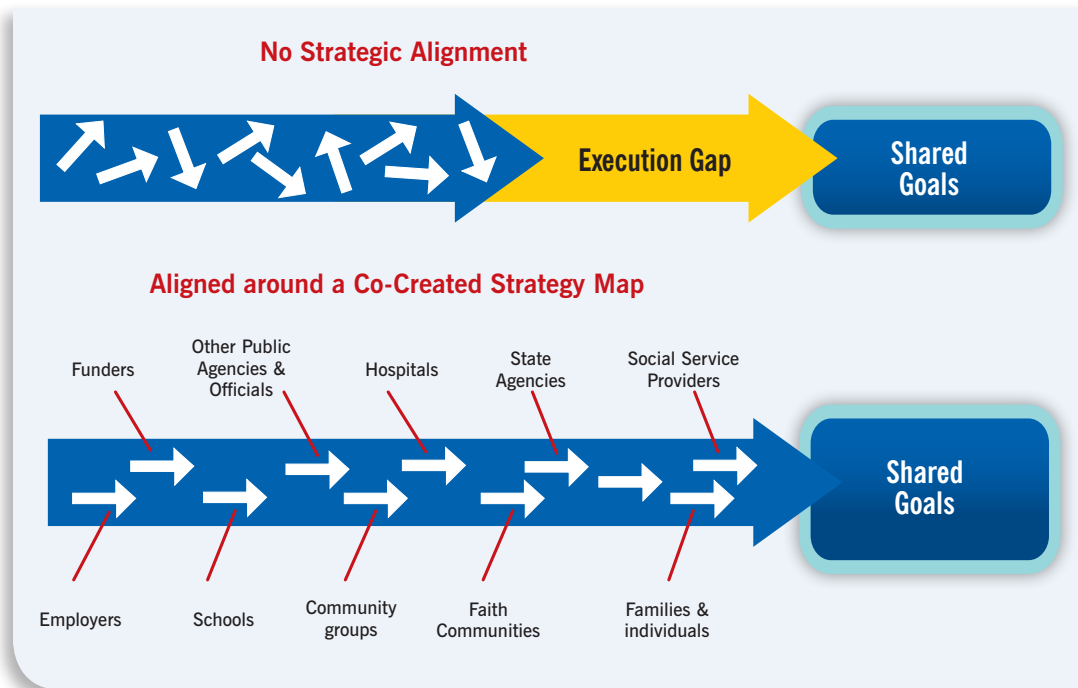 No Strategic Alignment
Execution Gap
Shared
Goals
Aligned around a Co-Created Strategy Map
Funders
Other Public
Agencies &
Officials
Hospitals
State
Agencies
Social Service
Providers
Shared
Goals
Employers
Schools
Community
groups
Faith
Communities
Families &
individuals